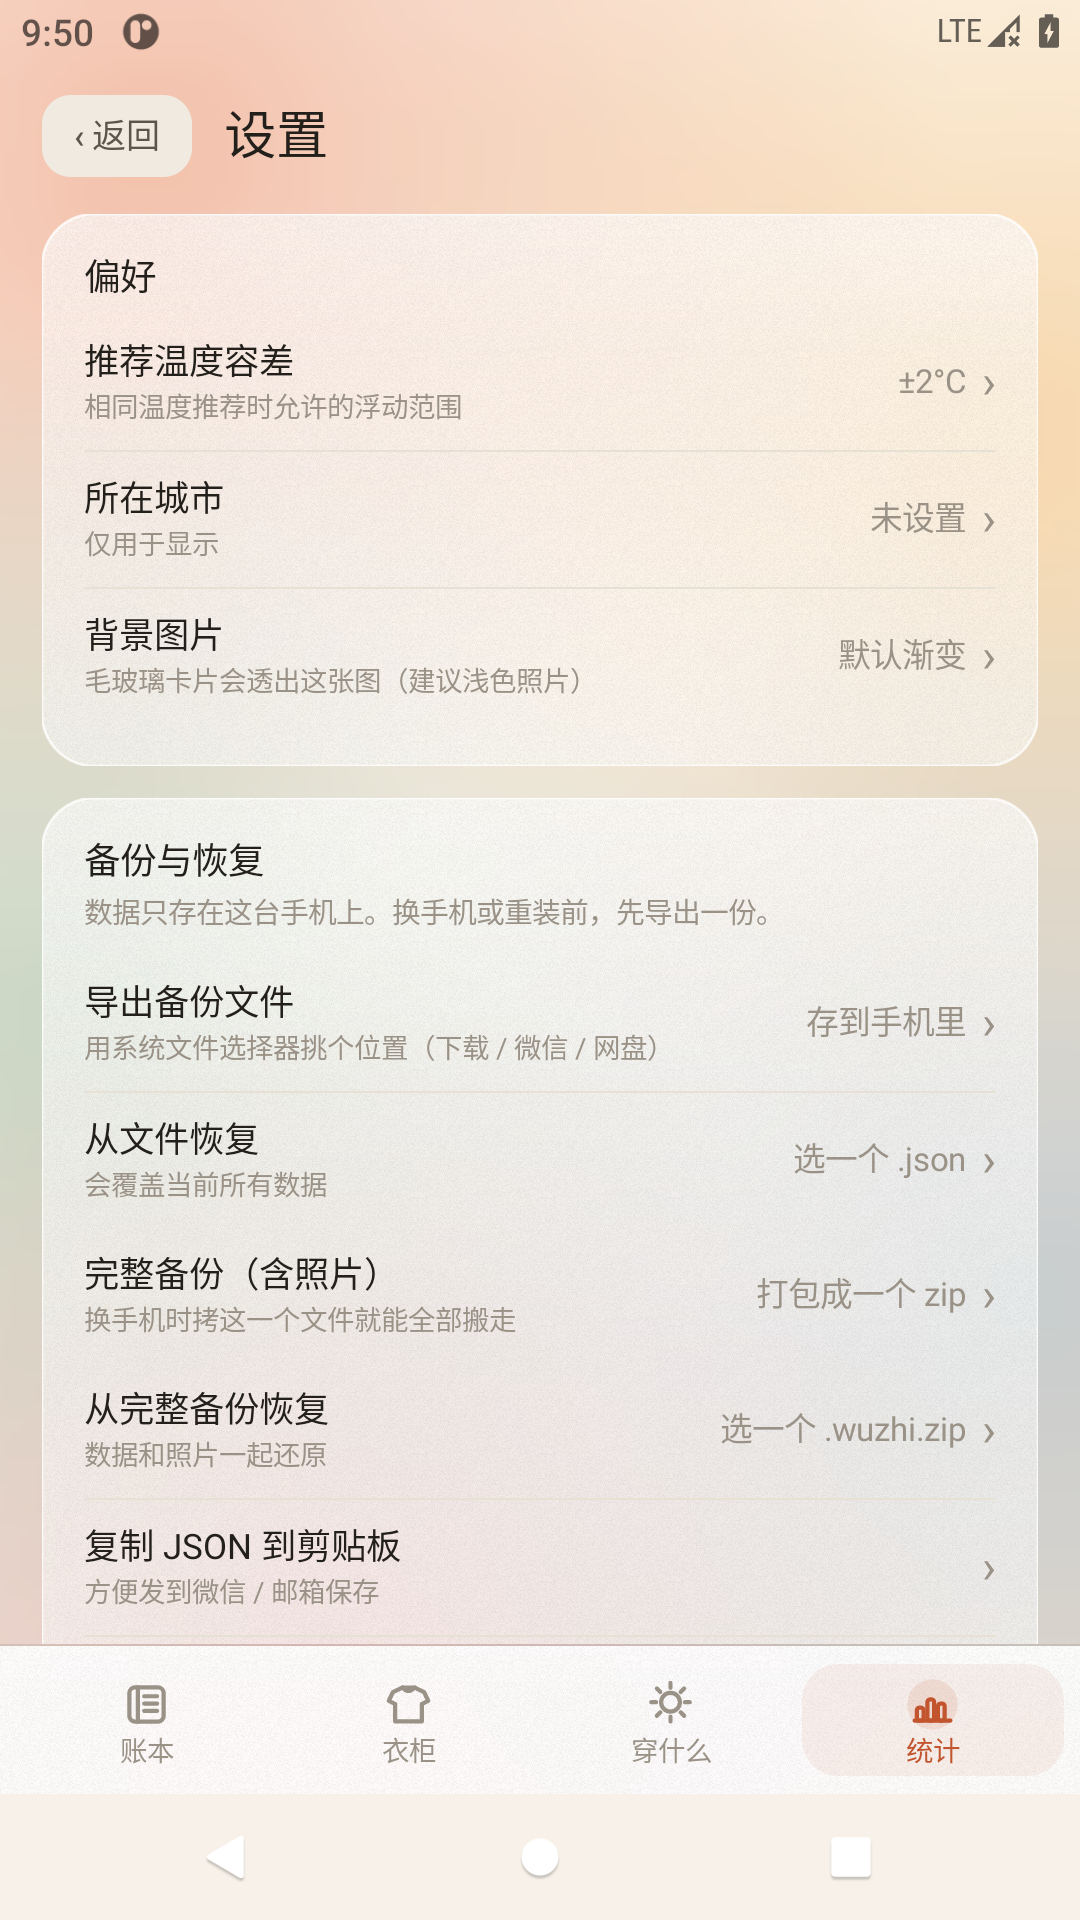 9:50
LTE
‹ 返回
设置
偏好
推荐温度容差
相同温度推荐时允许的浮动范围
±2°C ›
所在城市
仅用于显示
未设置 ›
背景图片
毛玻璃卡片会透出这张图（建议浅色照片）
默认渐变 ›
备份与恢复
数据只存在这台手机上。换手机或重装前，先导出一份。
导出备份文件
用系统文件选择器挑个位置（下载 / 微信 / 网盘）
存到手机里 ›
从文件恢复
会覆盖当前所有数据
选一个 .json ›
完整备份（含照片）
换手机时拷这一个文件就能全部搬走
打包成一个 zip ›
从完整备份恢复
数据和照片一起还原
选一个 .wuzhi.zip ›
复制 JSON 到剪贴板
方便发到微信 / 邮箱保存
›
账本
衣柜
穿什么
统计